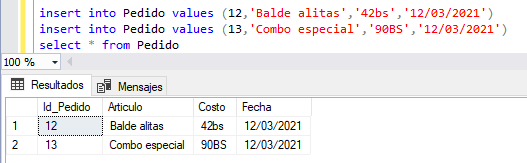 insert into Pedido values (12,'Balde alitas','42bs','12/03/2021')
insert into Pedido values (13,'Combo especial','90BS','12/03/2021')
select * from Pedido
100 %
Resultados Mensajes
Id_Pedido Articulo Costo Fecha
1 12 Balde alitas 42bs 12/03/2021
2 13 Combo especial 90BS 12/03/2021